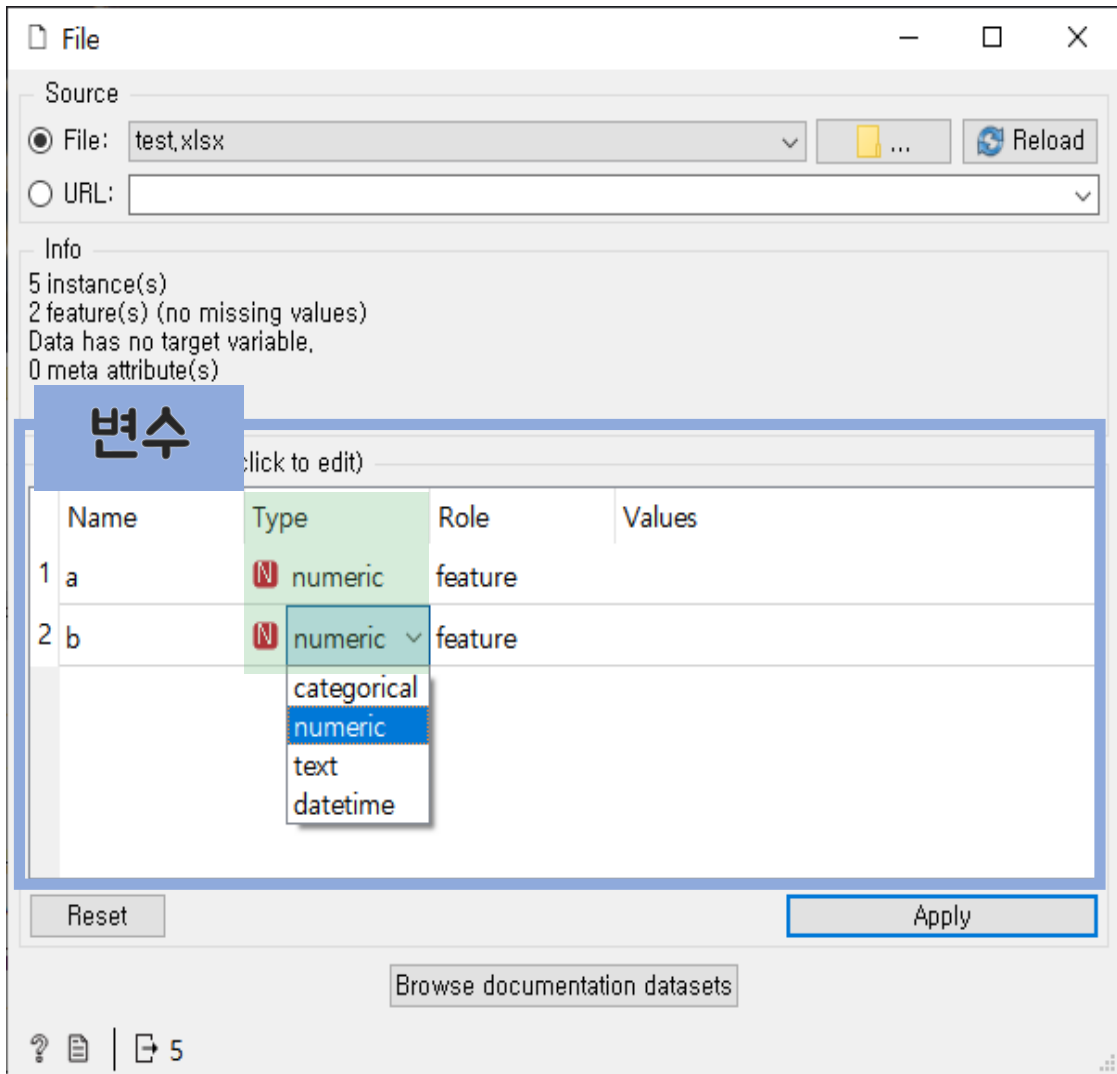 File
Source
File: test,xlsx ... Reload
URL:
Info
5 instance(s)
2 feature(s) (no missing values)
Data has no target variable,
0 meta attribute(s)
변수
click to edit)
Name Type Role Values
1 a N numeric feature
2 b N numeric feature
categorical
numeric
text
datetime
Reset Apply
Browse documentation datasets
? 5